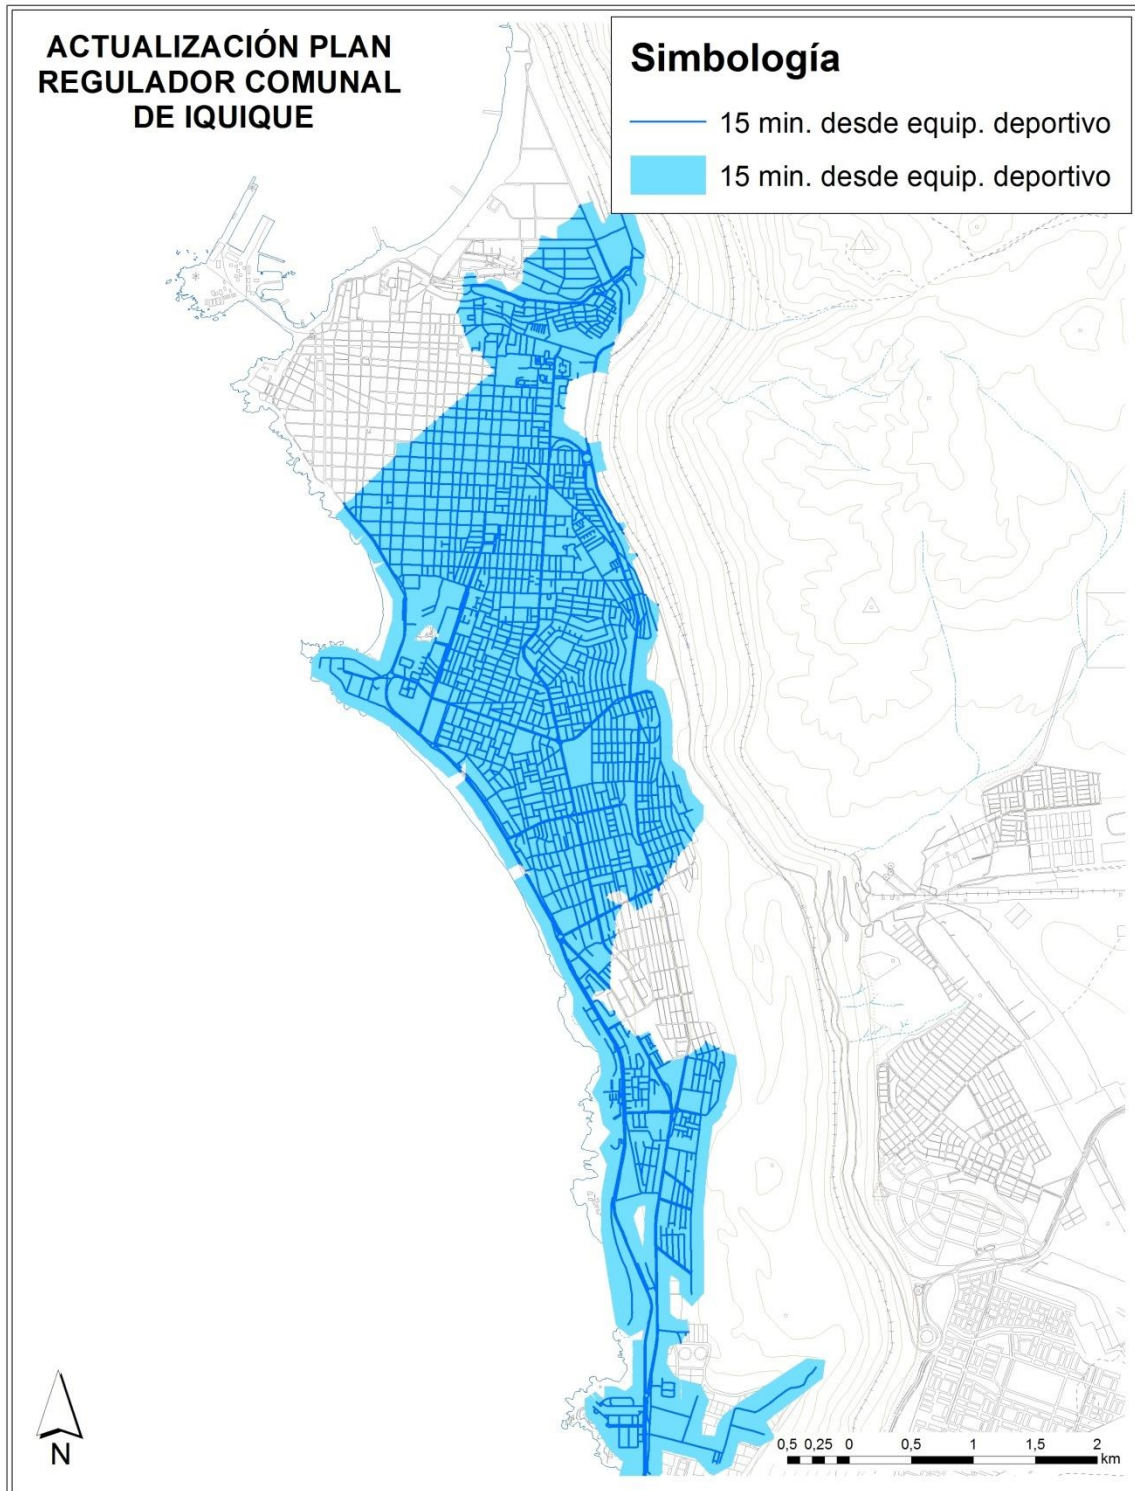 ACTUALIZACIÓN PLAN
REGULADOR COMUNAL
DE IQUIQUE
Simbología
15 min. desde equip. deportivo
15 min. desde equip. deportivo
N
0,5 0,25 0 0,5 1 1,5 2
km